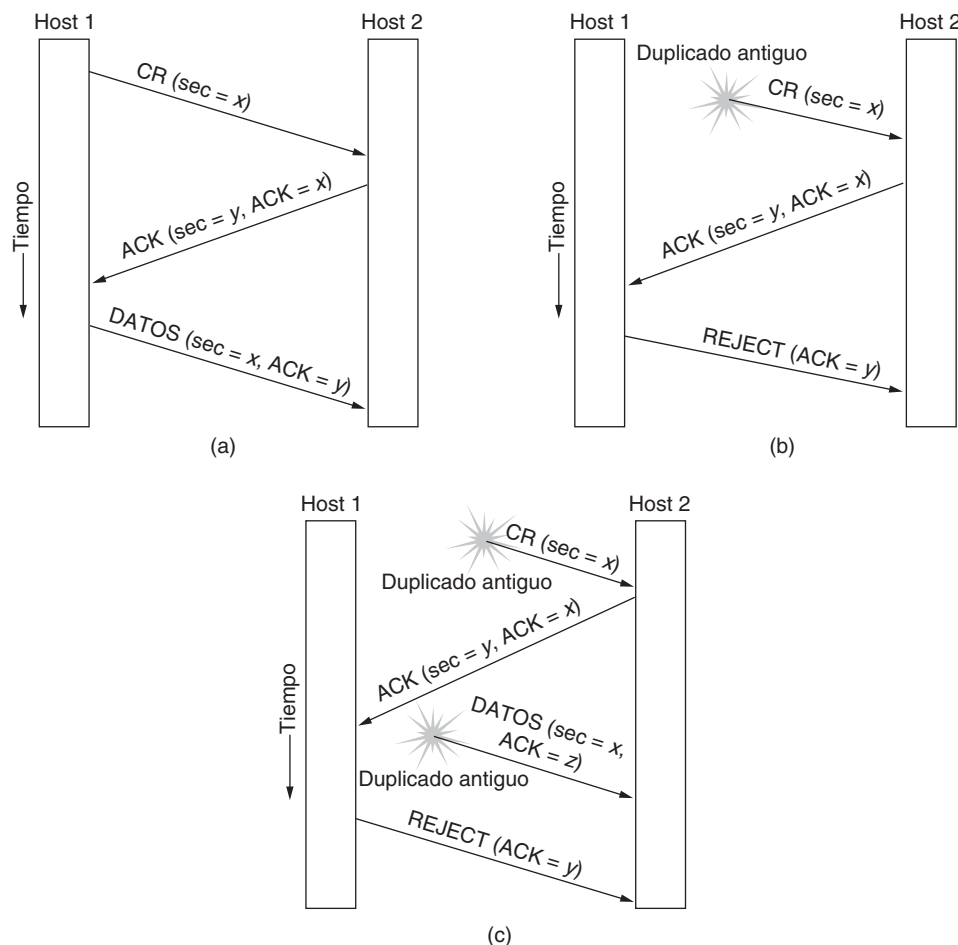 Host 1
Host 2
CR (sec = x)
ACK (sec = y, ACK = x)
DATOS (sec = x, ACK = y)
Tiempo
(a)
Host 1
Host 2
Duplicado antiguo
CR (sec = x)
ACK (sec = y, ACK = x)
REJECT (ACK = y)
Tiempo
(b)
Host 1
Host 2
CR (sec = x)
Duplicado antiguo
ACK (sec = y, ACK = x)
DATOS (sec = x,
ACK = z)
Duplicado antiguo
REJECT (ACK = y)
Tiempo
(c)